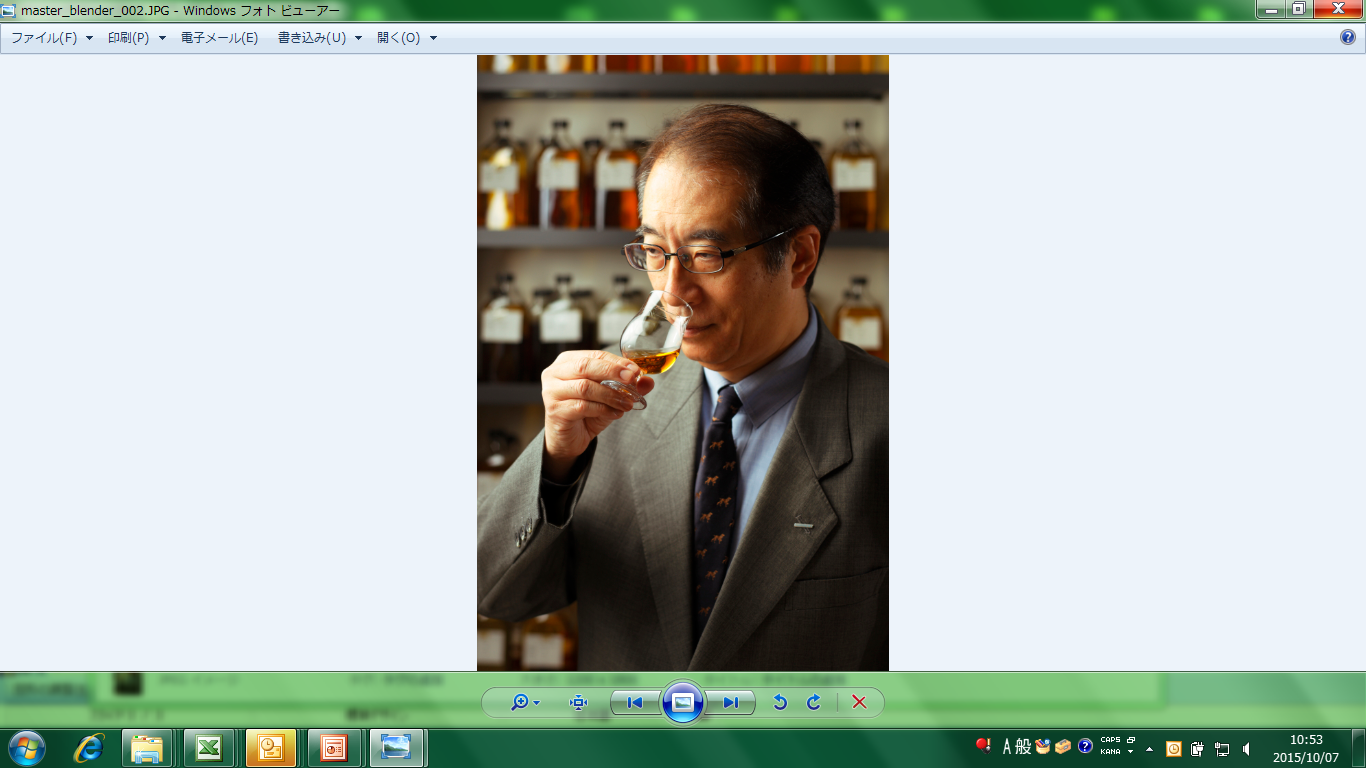 master_blender_002.JPG - Windows フォト ビューアー
ファイル(F) 印刷(P) 電子メール(E) 書き込み(U) 開く(O)
A 般 CAPS
KANA
10:53
2015/10/07